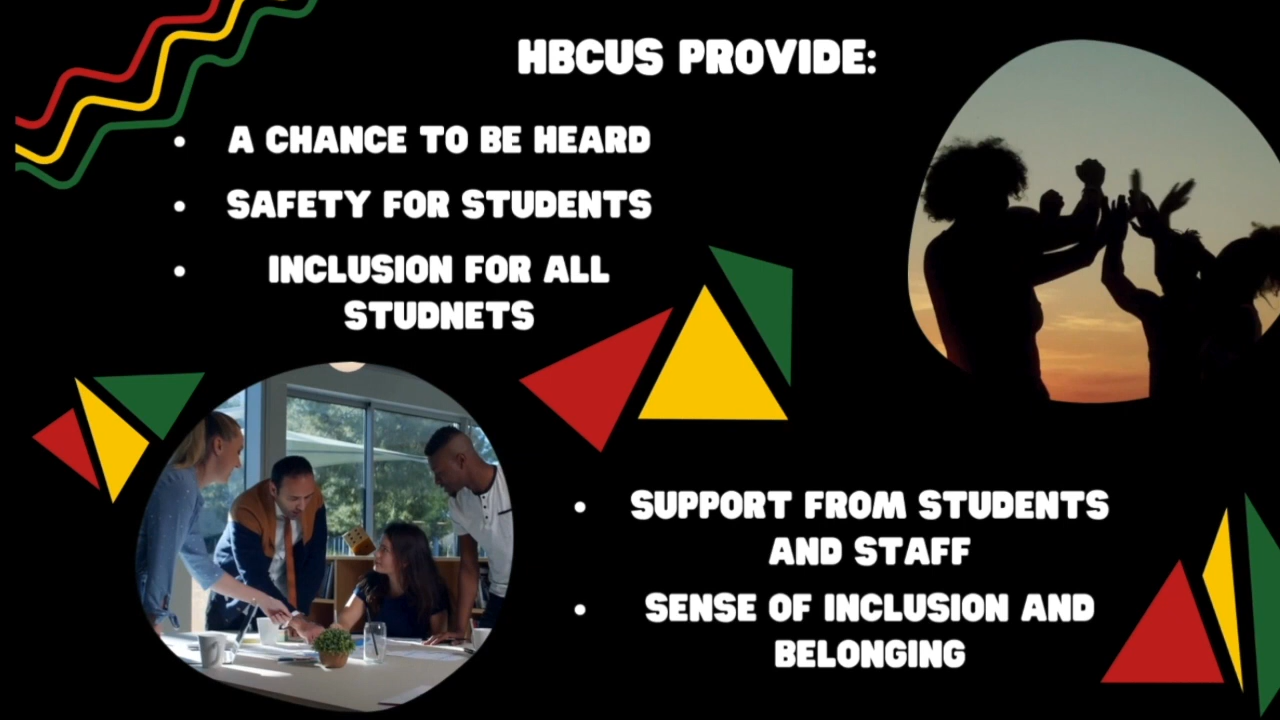 HBCUS PROVIDE:
• A CHANCE TO BE HEARD
• SAFETY FOR STUDENTS
• INCLUSION FOR ALL
STUDNETS
• SUPPORT FROM STUDENTS
AND STAFF
• SENSE OF INCLUSION AND
BELONGING